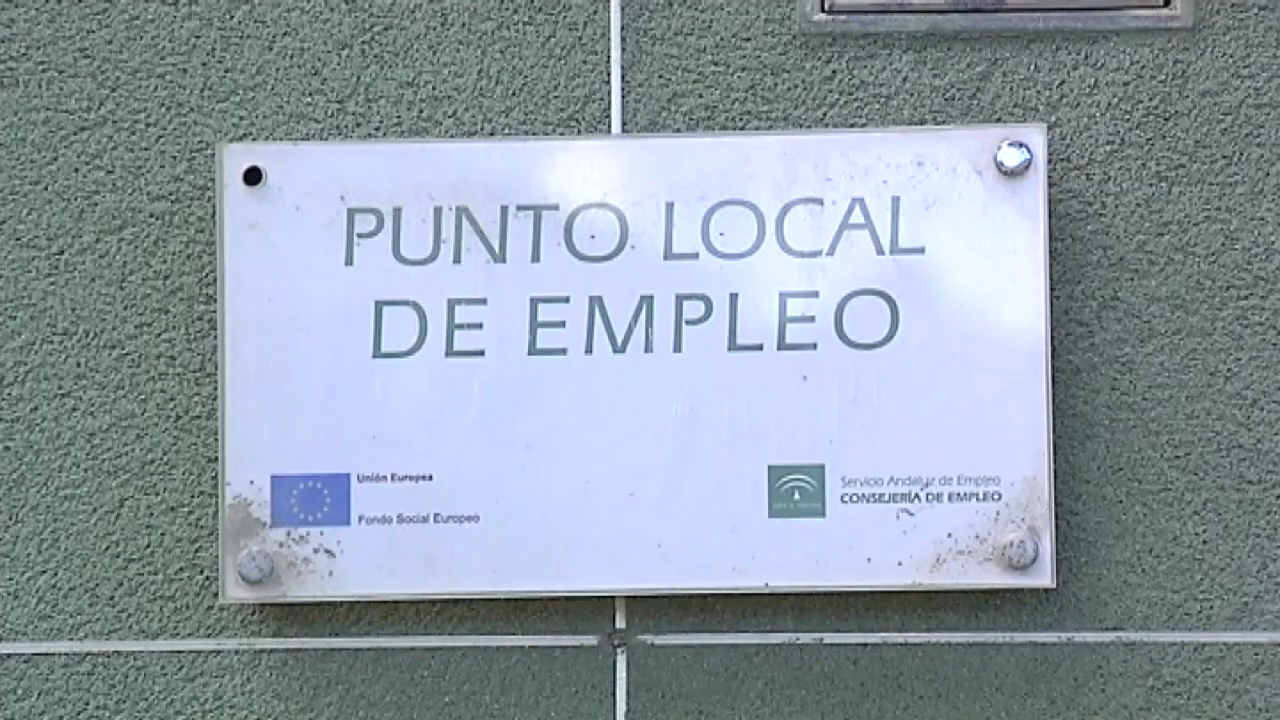 PUNTO LOCAL
DE EMPLEO
Unión Europea
Fondo Social Europeo
Servicio Andaluz de Empleo
CONSEJERÍA DE EMPLEO